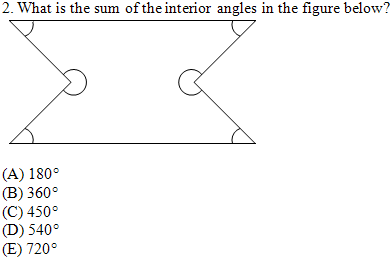 2. What is the sum of the interior angles in the figure below?
(A) 180°
(B) 360°
(C) 450°
(D) 540°
(E) 720°